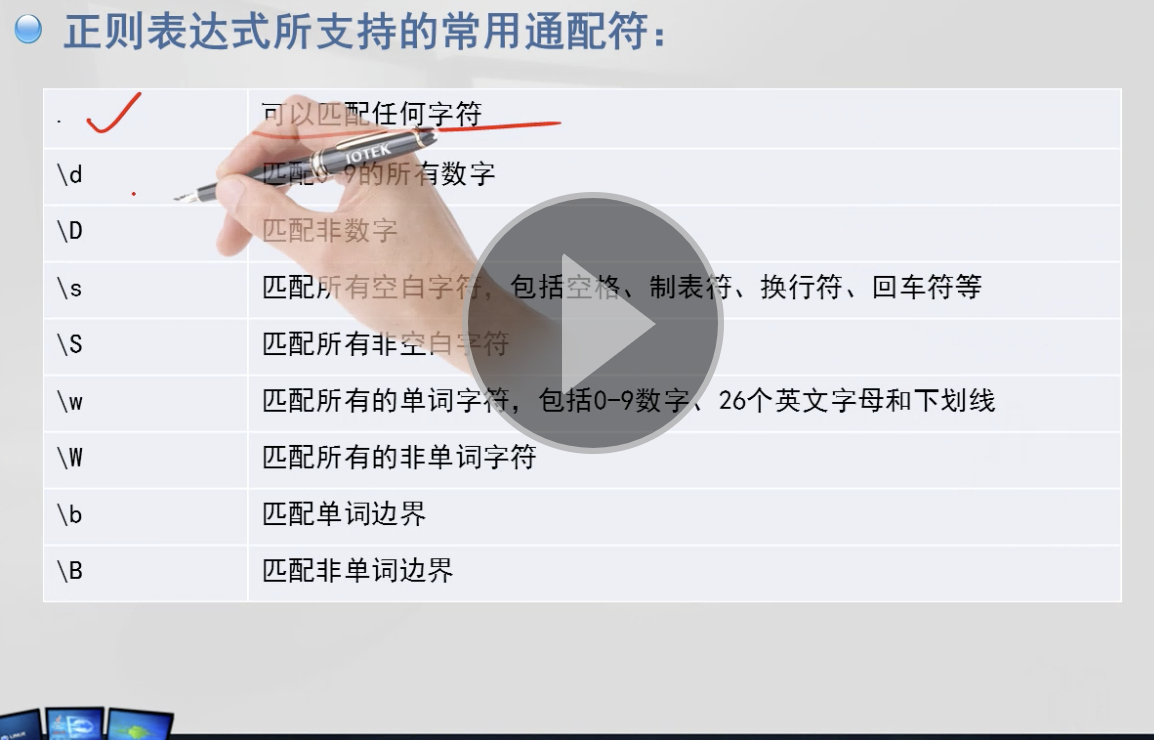 正则表达式所支持的常用通配符：
. 可以匹配任何字符
\d 匹配0-9的所有数字
\D 匹配非数字
\s 匹配所有空白字符，包括空格、制表符、换行符、回车符等
\S 匹配所有非空白字符
\w 匹配所有的单词字符，包括0-9数字、26个英文字母和下划线
\W 匹配所有的非单词字符
\b 匹配单词边界
\B 匹配非单词边界
IOTEK